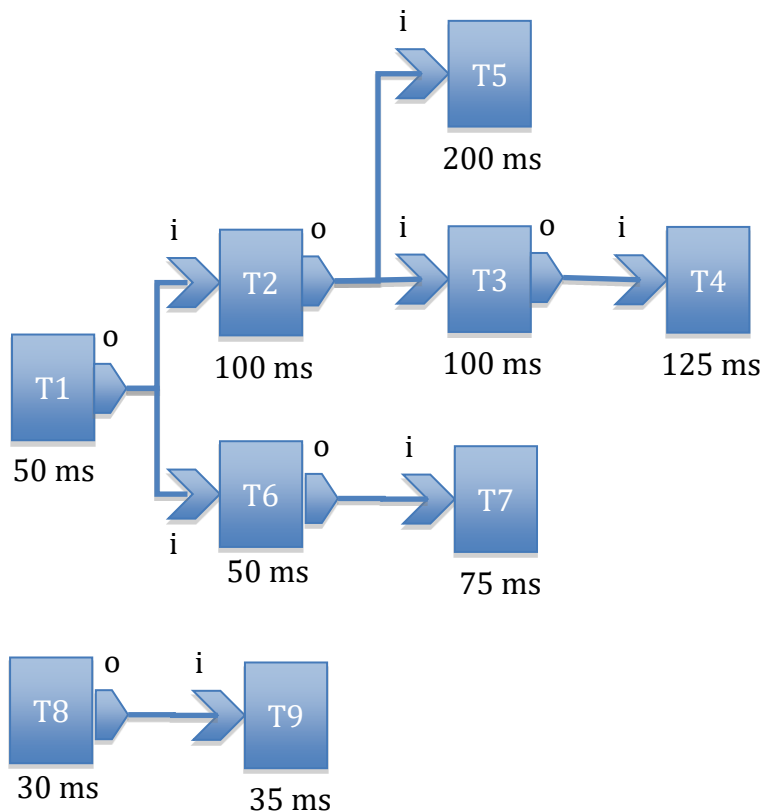 i
T5
200 ms
i
o
i
o
i
T2
T3
T4
100 ms
100 ms
125 ms
o
T1
50 ms
o
i
T6
T7
i
50 ms
75 ms
o
i
T8
T9
30 ms
35 ms